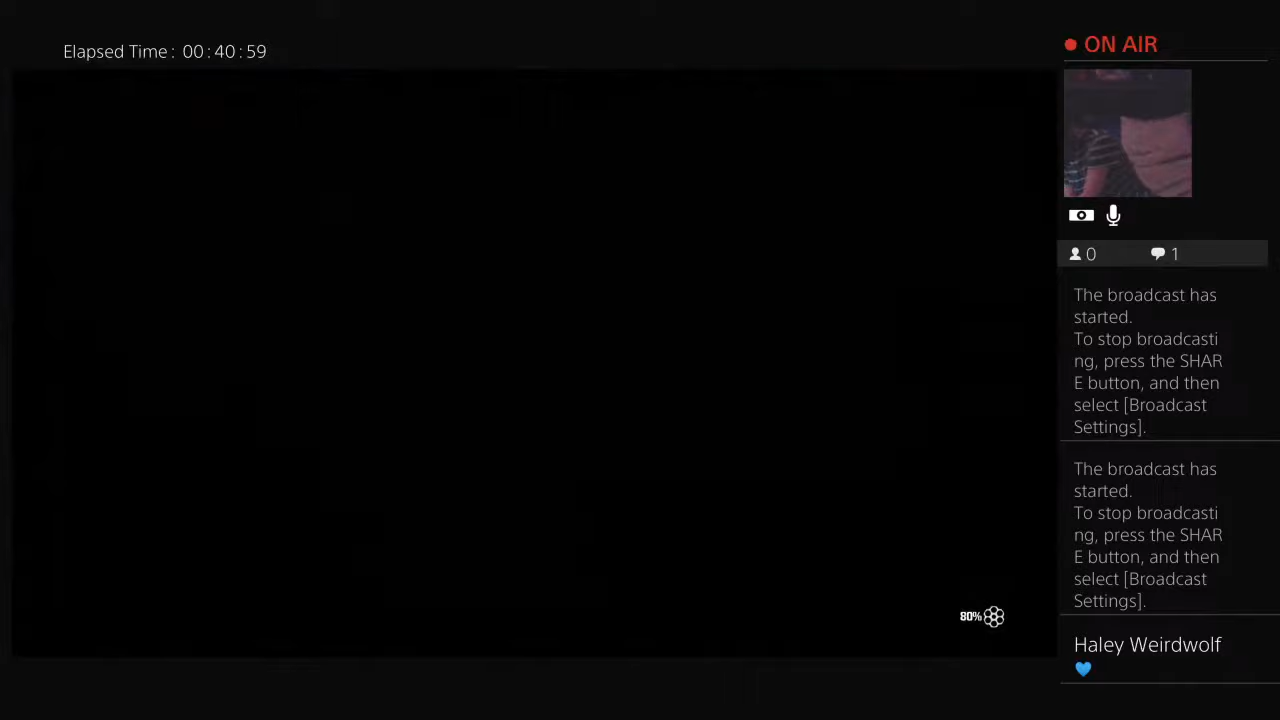 Elapsed Time: 00:40:59
ON AIR
0 1
The broadcast has
started.
To stop broadcasti
ng, press the SHAR
E button, and then
select [Broadcast
Settings].
The broadcast has
started.
To stop broadcasti
ng, press the SHAR
E button, and then
select [Broadcast
Settings].
80%
Haley Weirdwolf
💙